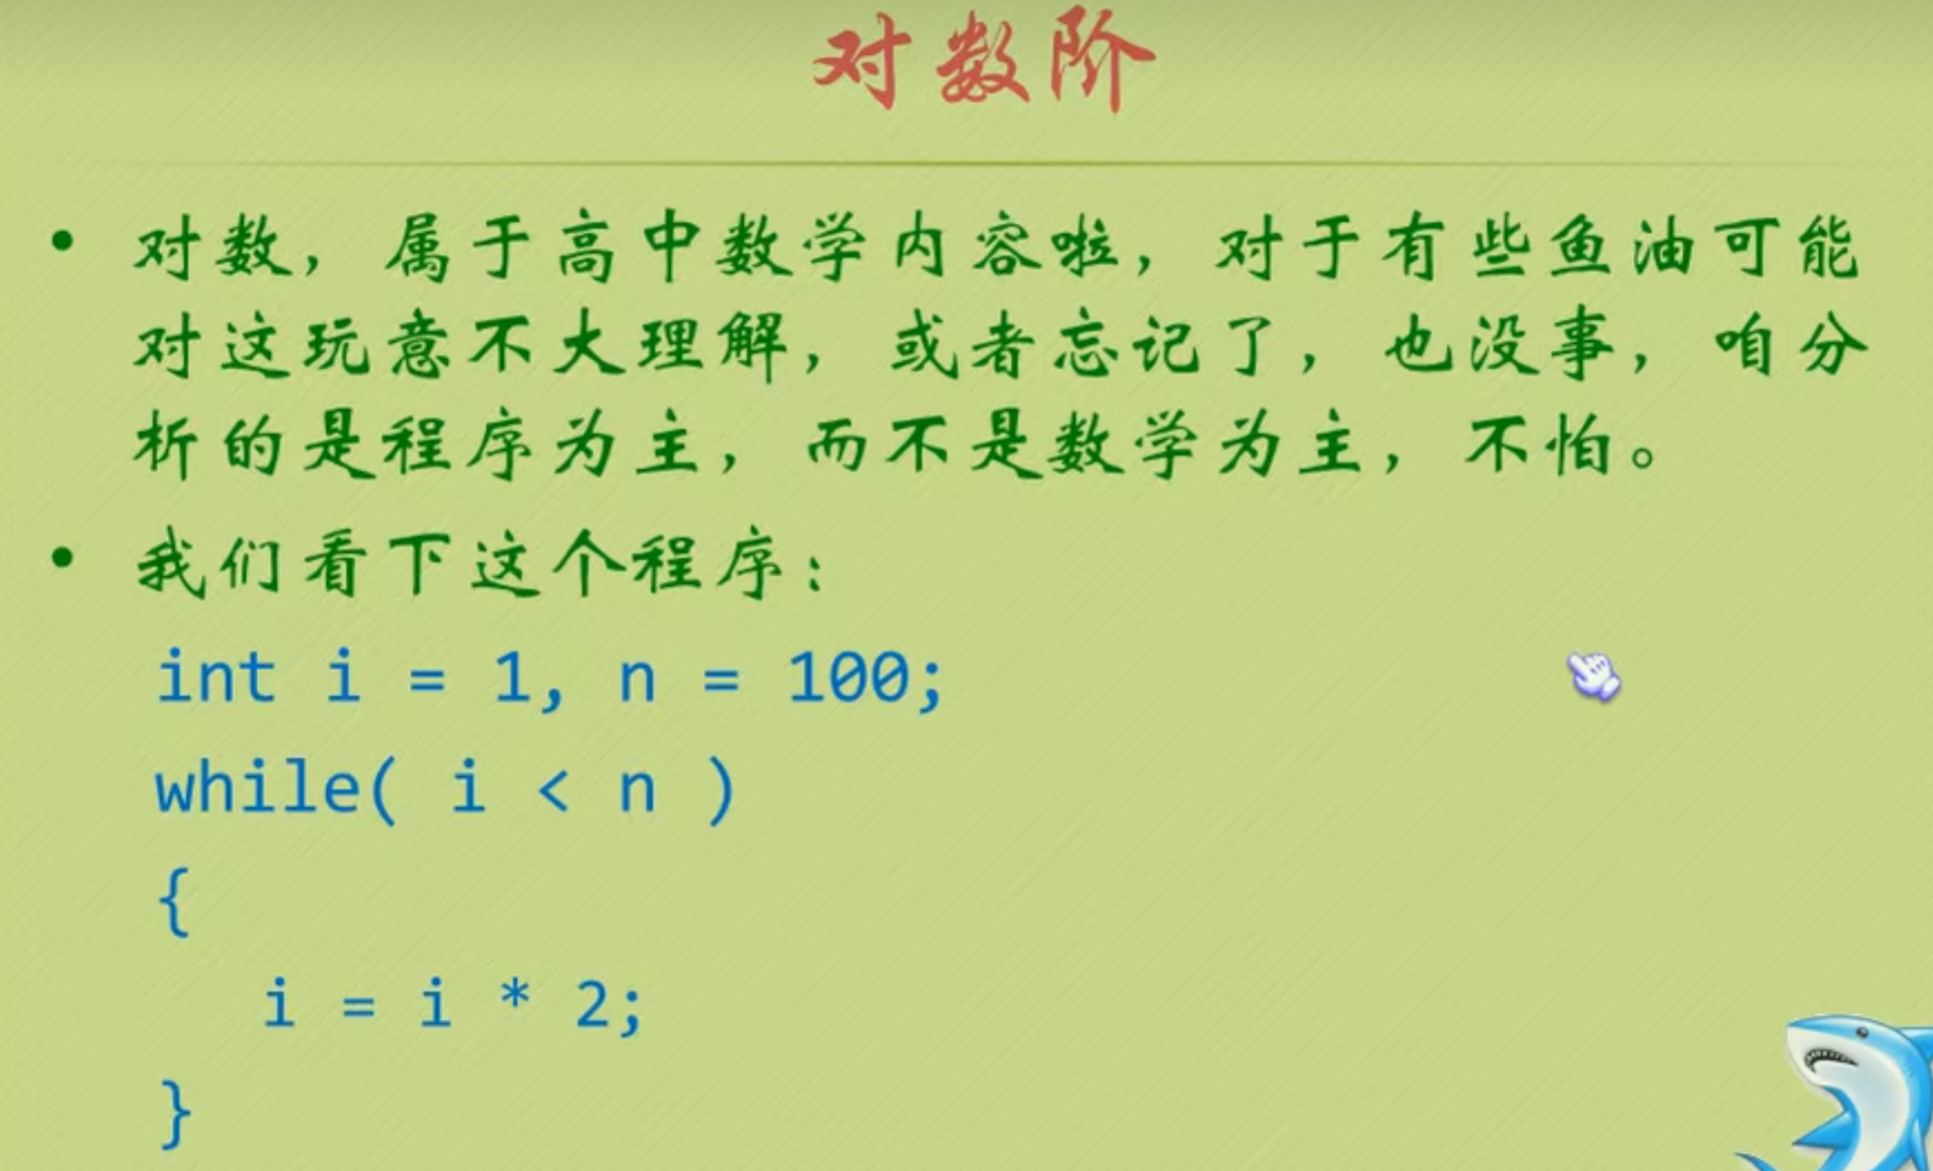 对数阶
• 对数，属于高中数学内容啦，对于有些鱼油可能
对这玩意不大理解，或者忘记了，也没事，咱分
析的是程序为主，而不是数学为主，不怕。
• 我们看下这个程序：
int i = 1, n = 100;
while( i < n )
{
i = i * 2;
}